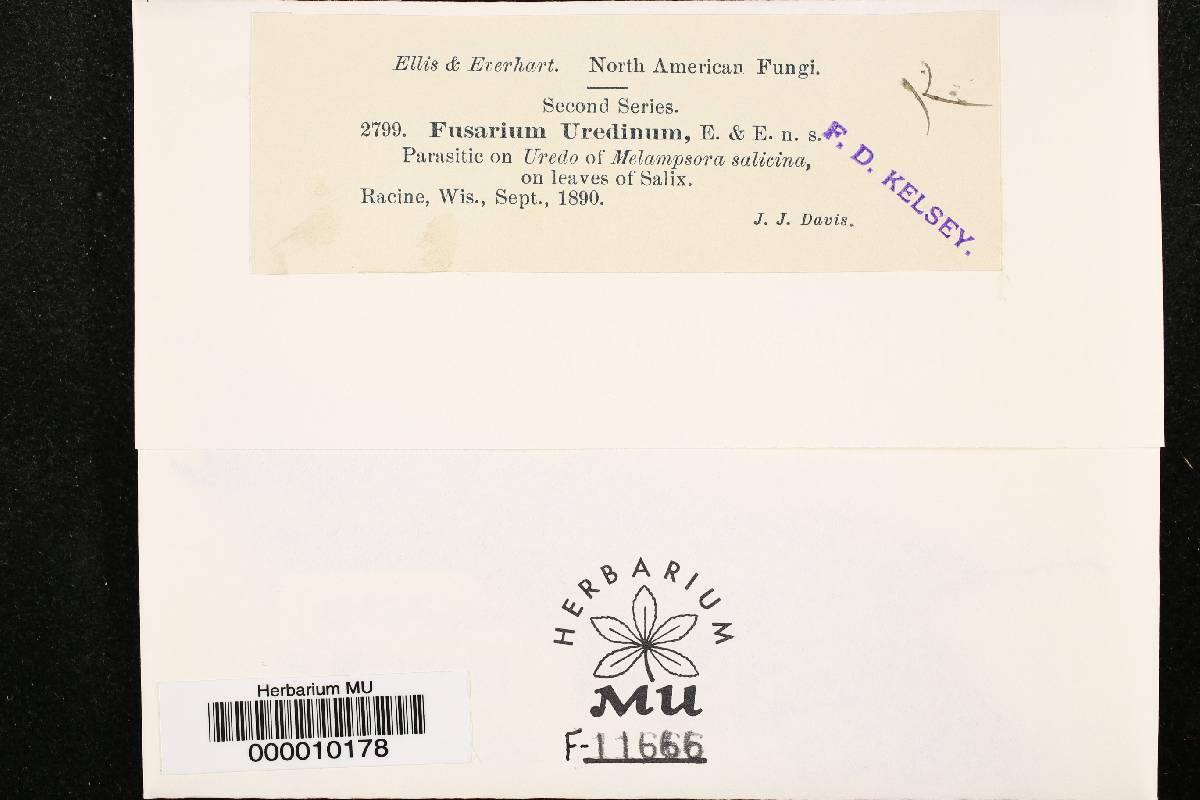 Ellis & Everhart. North American Fungi.
Second Series.
2799. Fusarium Uredinum, E. & E. n. s.
Parasitic on Uredo of Melampsora salicina,
on leaves of Salix.
Racine, Wis., Sept., 1890.
J. J. Davis.
F. D. KELSEY.
HERBARIUM
MU
F-11666
Herbarium MU
000010178